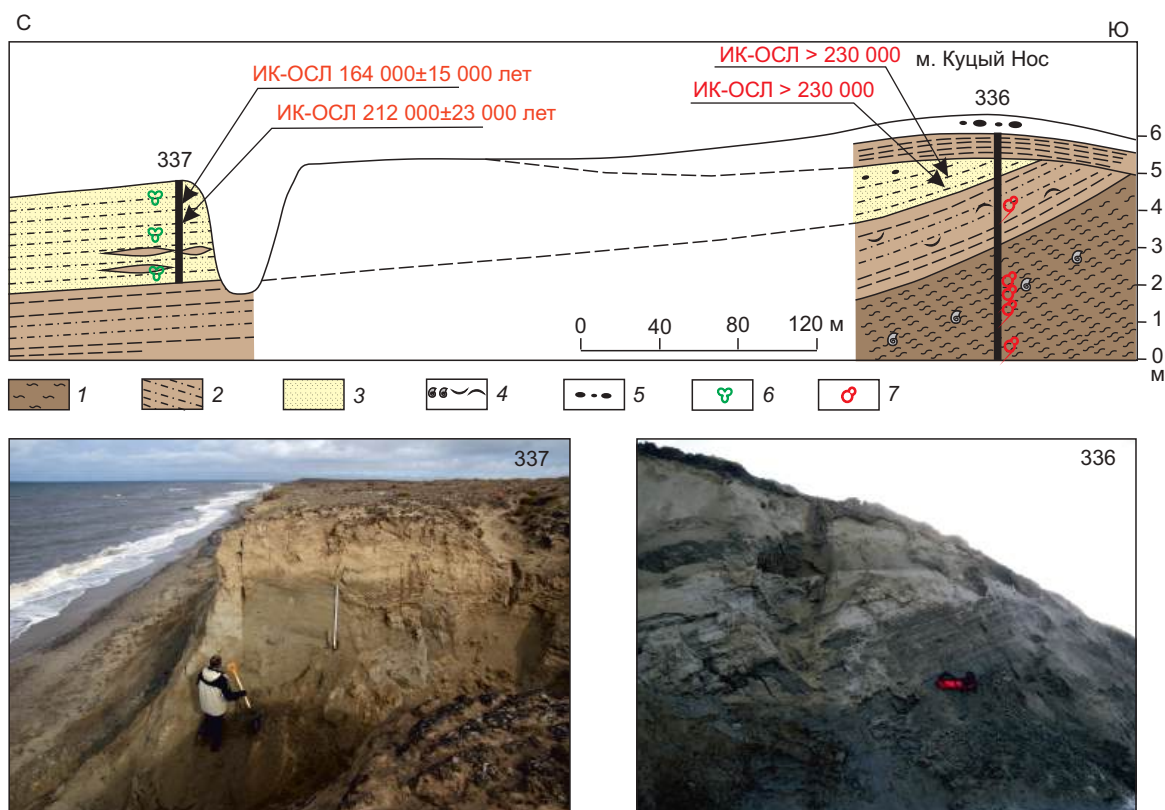 С
Ю
ИК-ОСЛ > 230 000
м. Куцый Нос
ИК-ОСЛ 164 000±15 000 лет
ИК-ОСЛ > 230 000
336
ИК-ОСЛ 212 000±23 000 лет
337
6
5
4
3
2
1
0
м
0 40 80 120 м
1 2 3 4 5 6 7
337
336